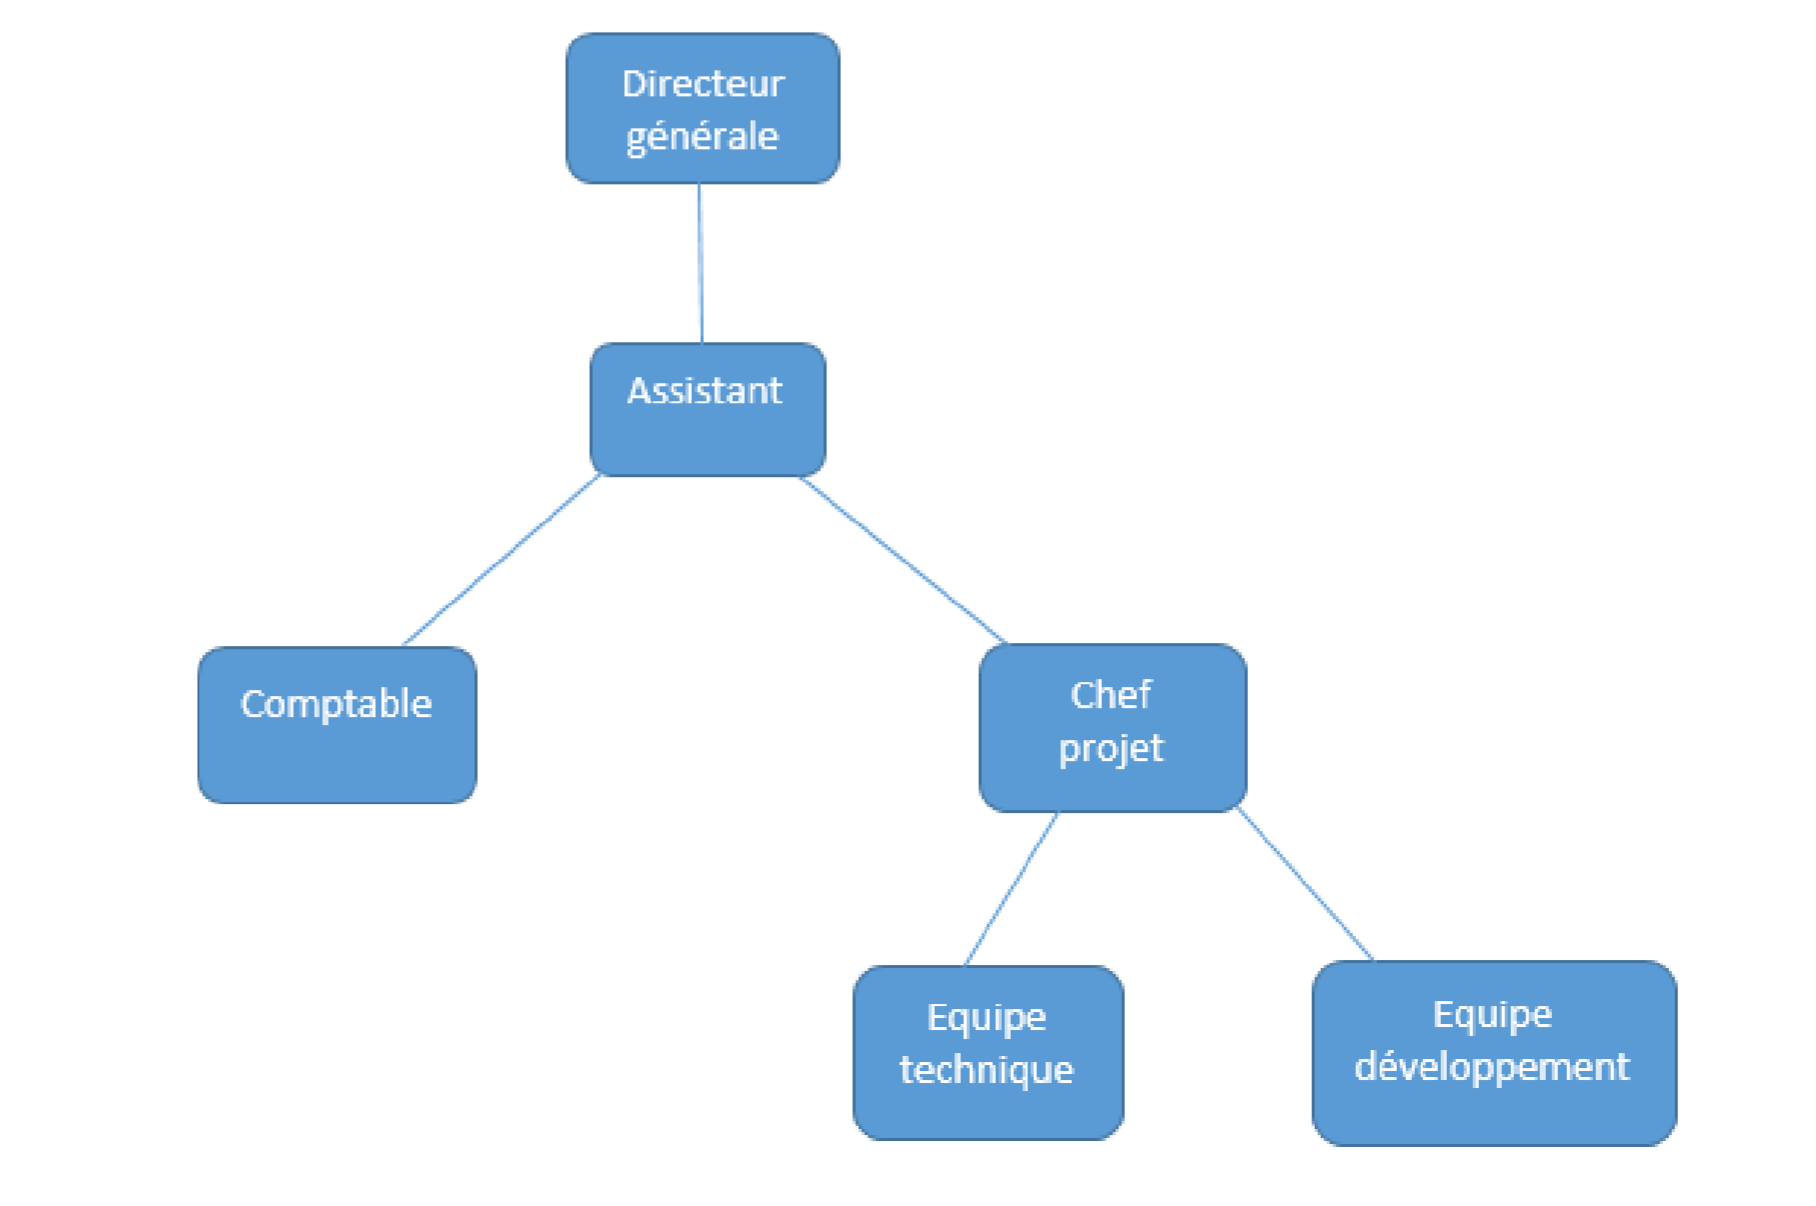 Directeur
générale
Assistant
Comptable
Chef
projet
Equipe
technique
Equipe
développement